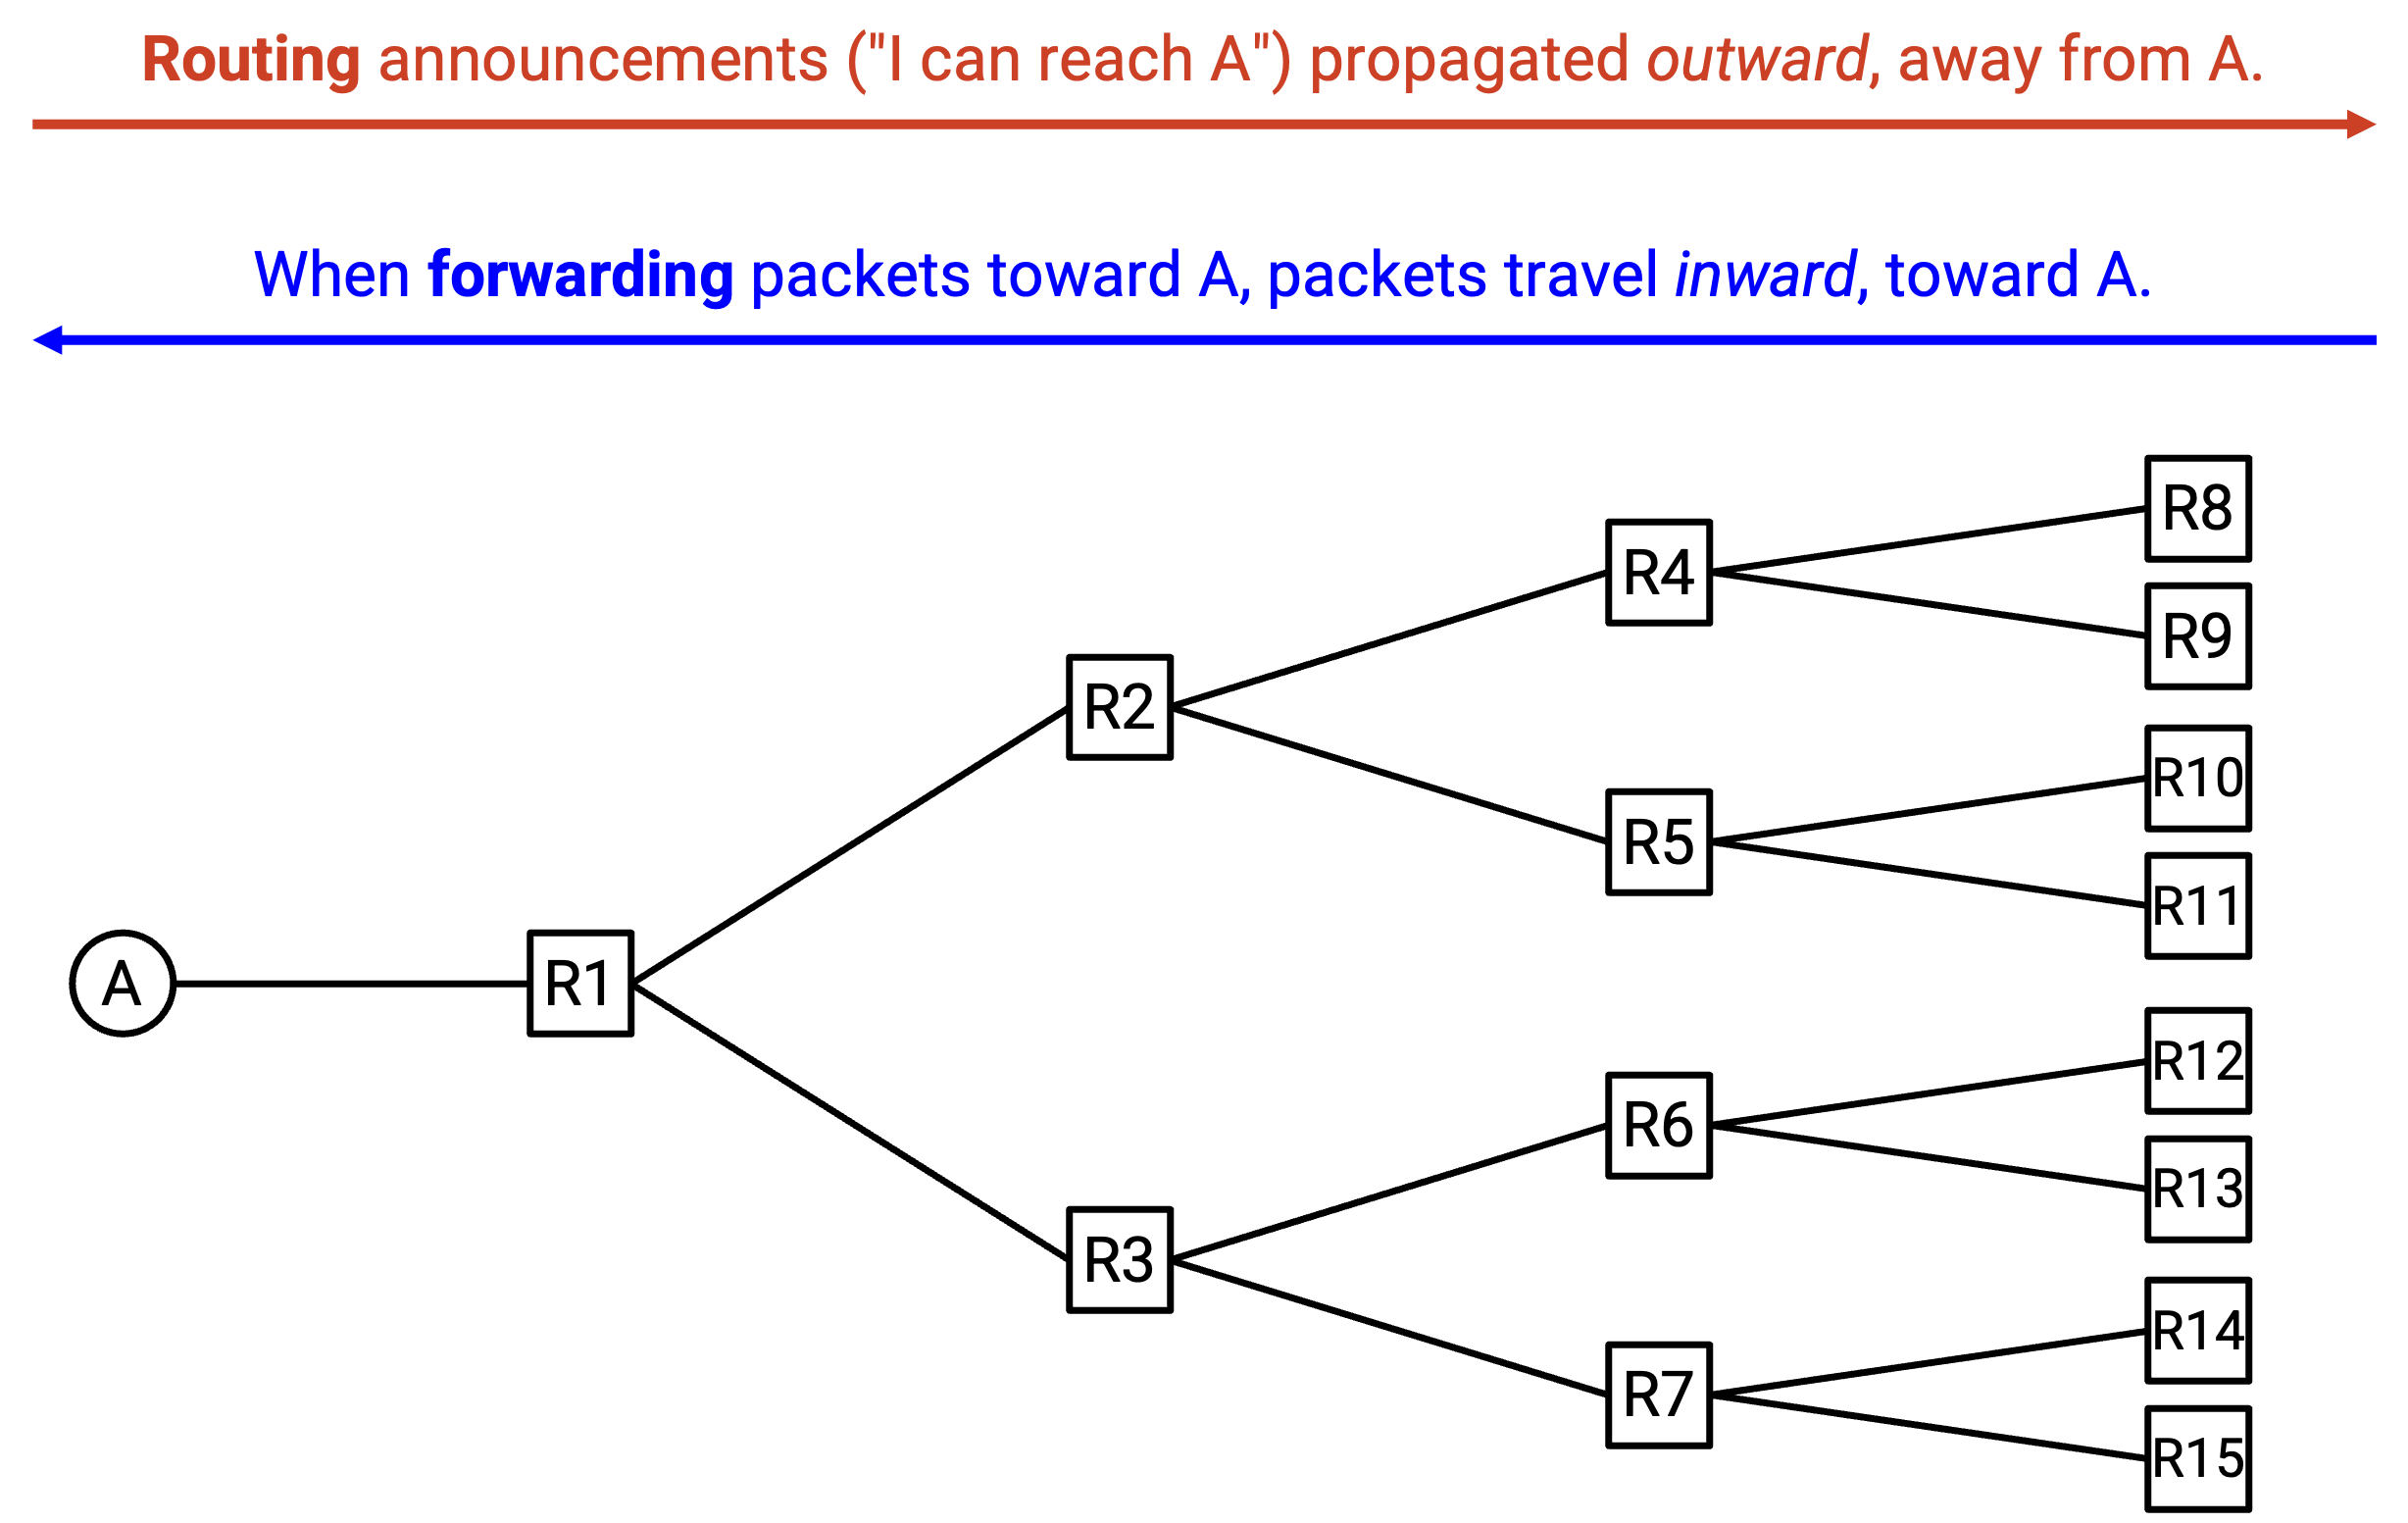 Routing announcements ("I can reach A") propagated outward, away from A.
When forwarding packets toward A, packets travel inward, toward A.
A
R1
R2
R3
R4
R5
R6
R7
R8
R9
R10
R11
R12
R13
R14
R15